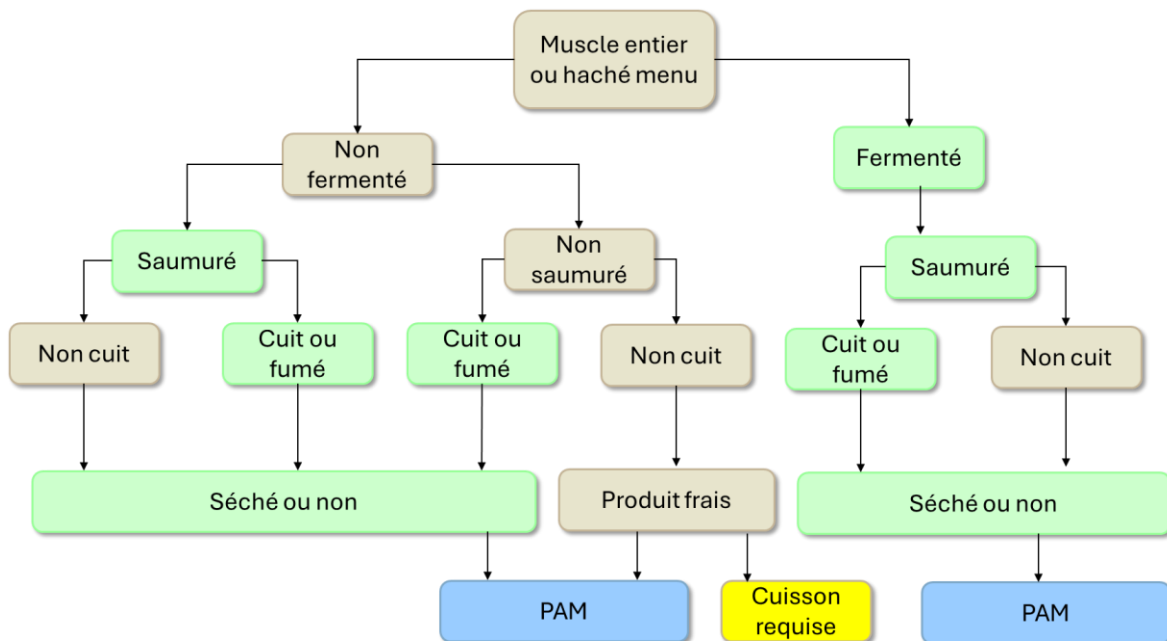 Muscle entier
ou haché menu
Non
fermenté
Fermenté
Saumuré
Non
saumuré
Saumuré
Non cuit
Cuit ou
fumé
Cuit ou
fumé
Non cuit
Cuit ou
fumé
Non cuit
Séché ou non
Produit frais
Séché ou non
PAM
Cuisson
requise
PAM